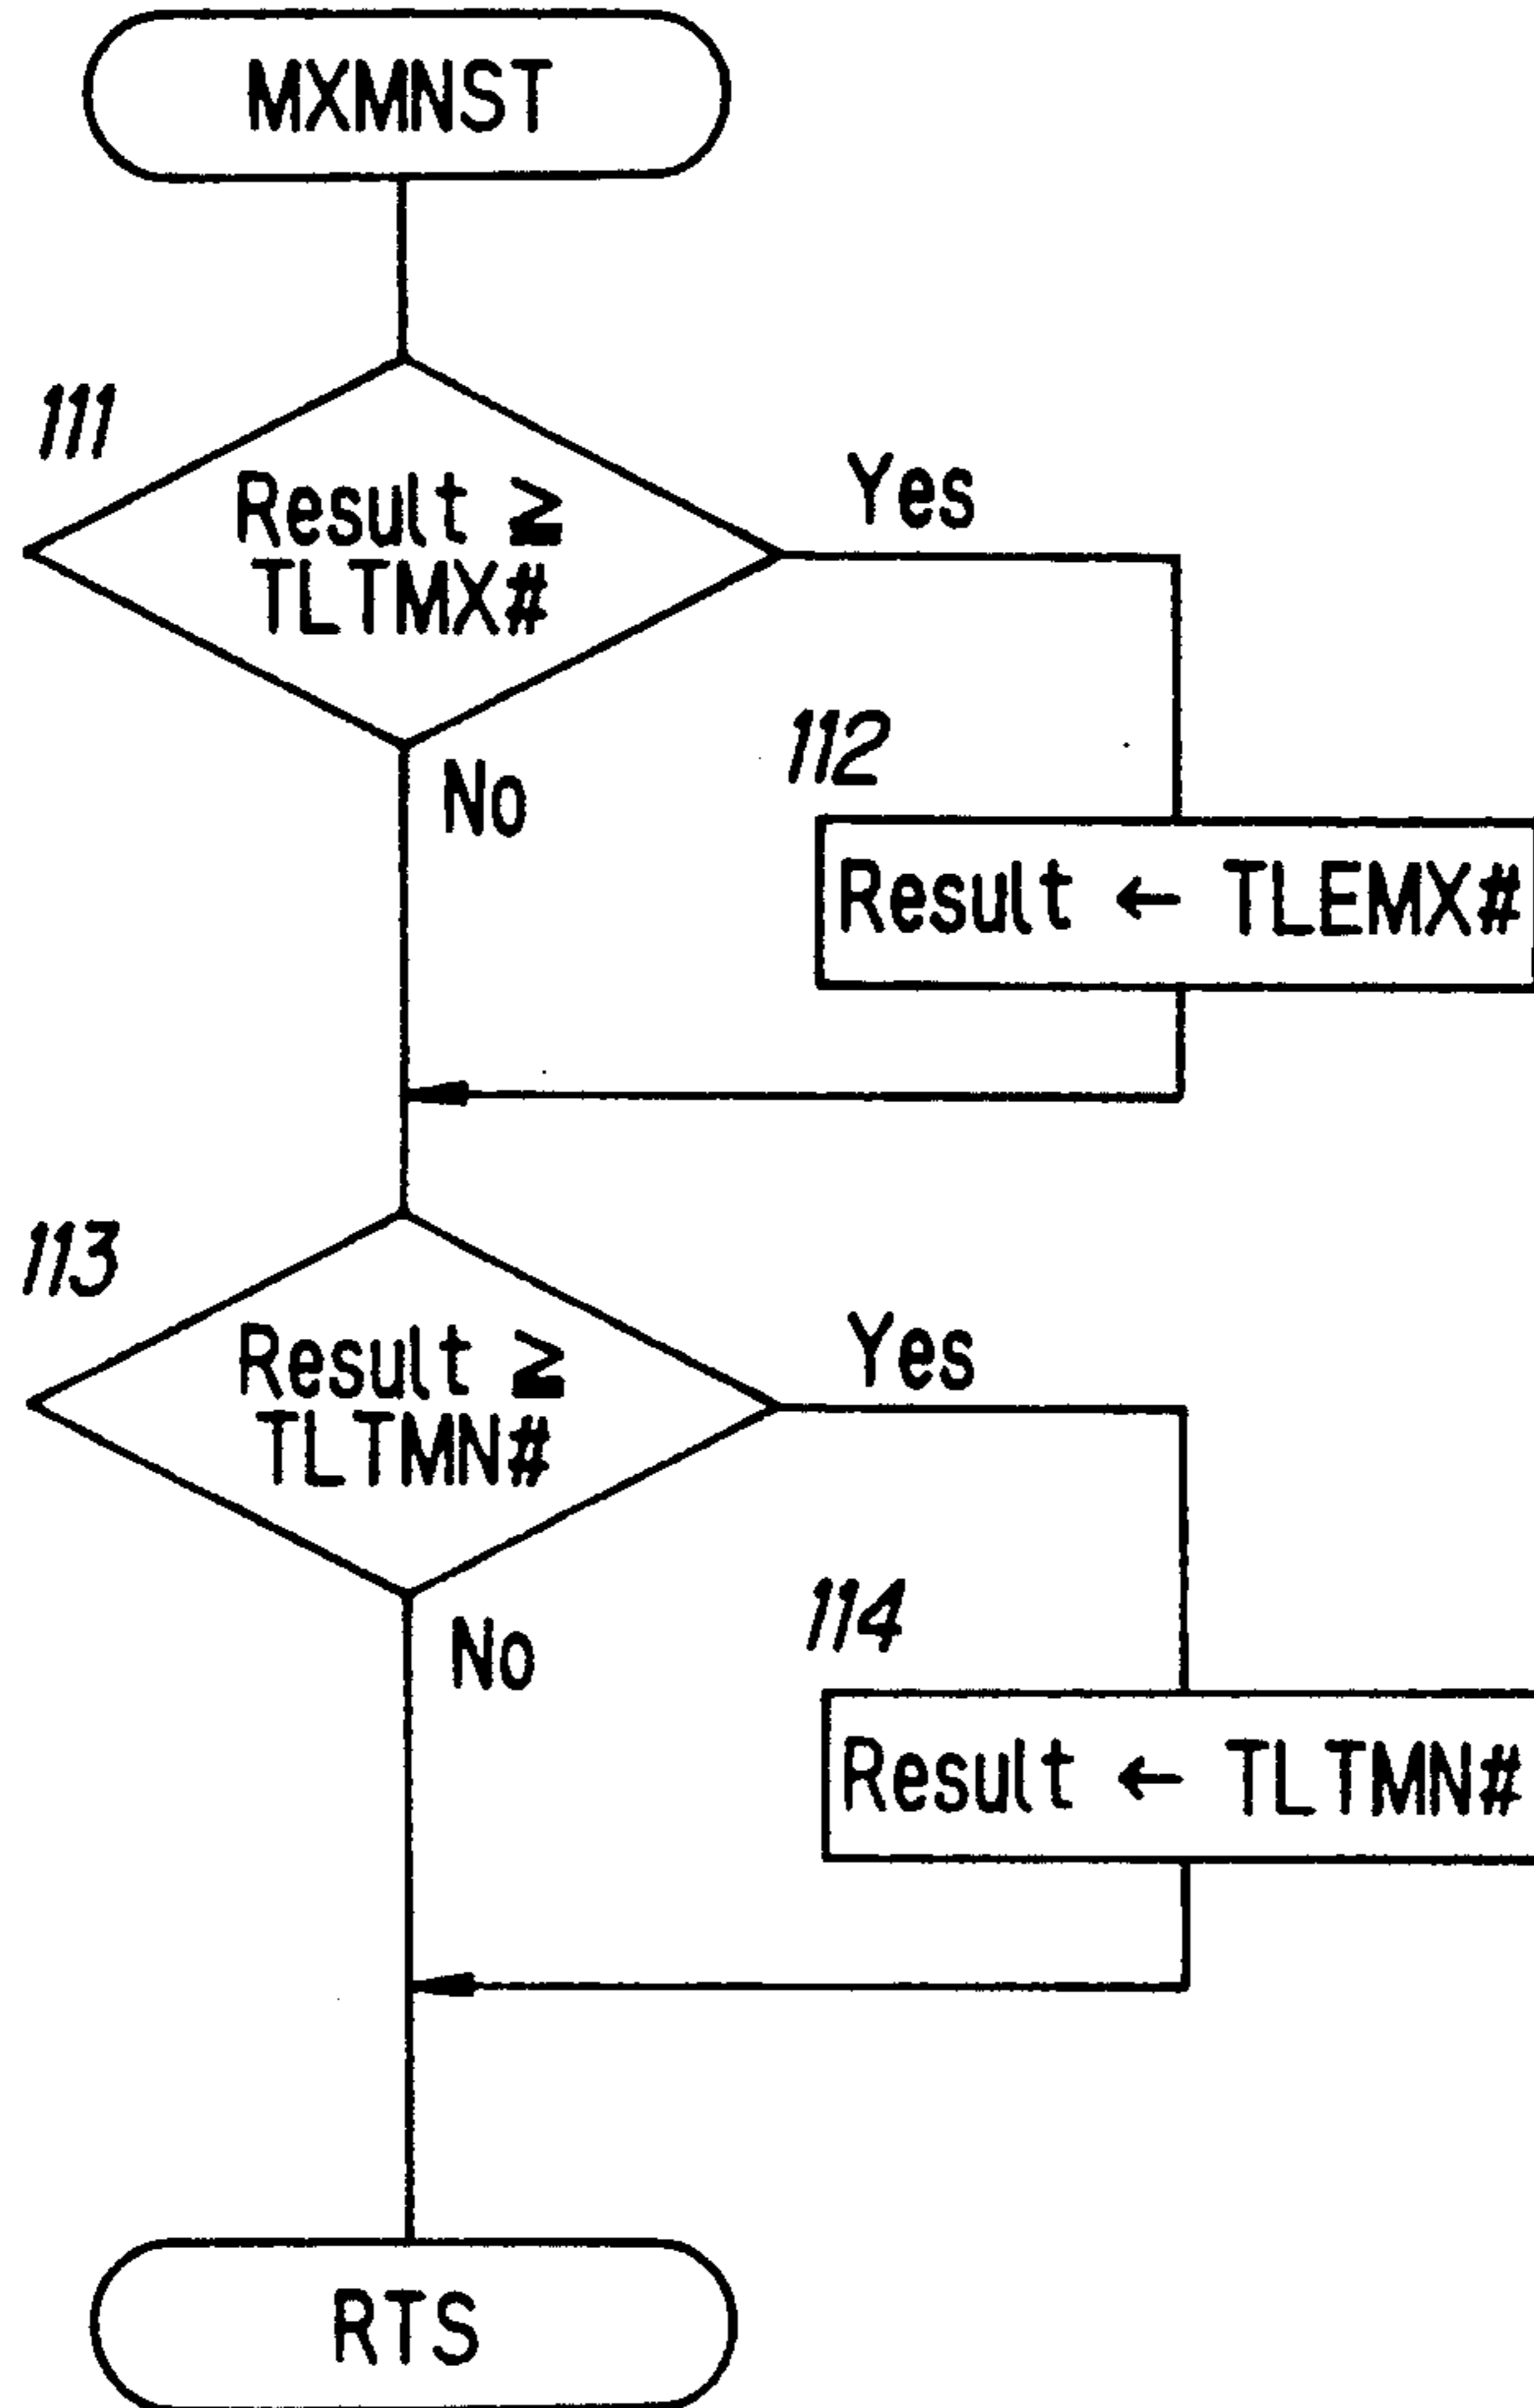 MXMNST
111
Result ≧
TLTMX#
Yes
No
112
Result ← TLEMX#
113
Result ≧
TLTMN#
Yes
No
114
Result ← TLTMN#
RTS